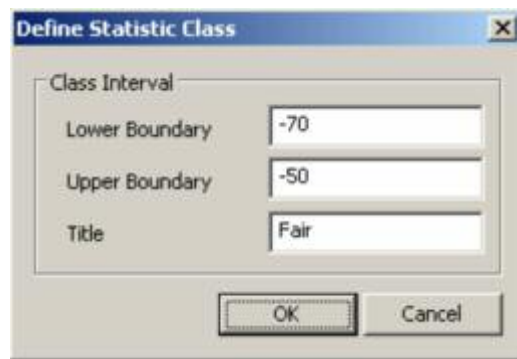 Define Statistic Class
Class Interval
Lower Boundary -70
Upper Boundary -50
Title Fair
OK Cancel